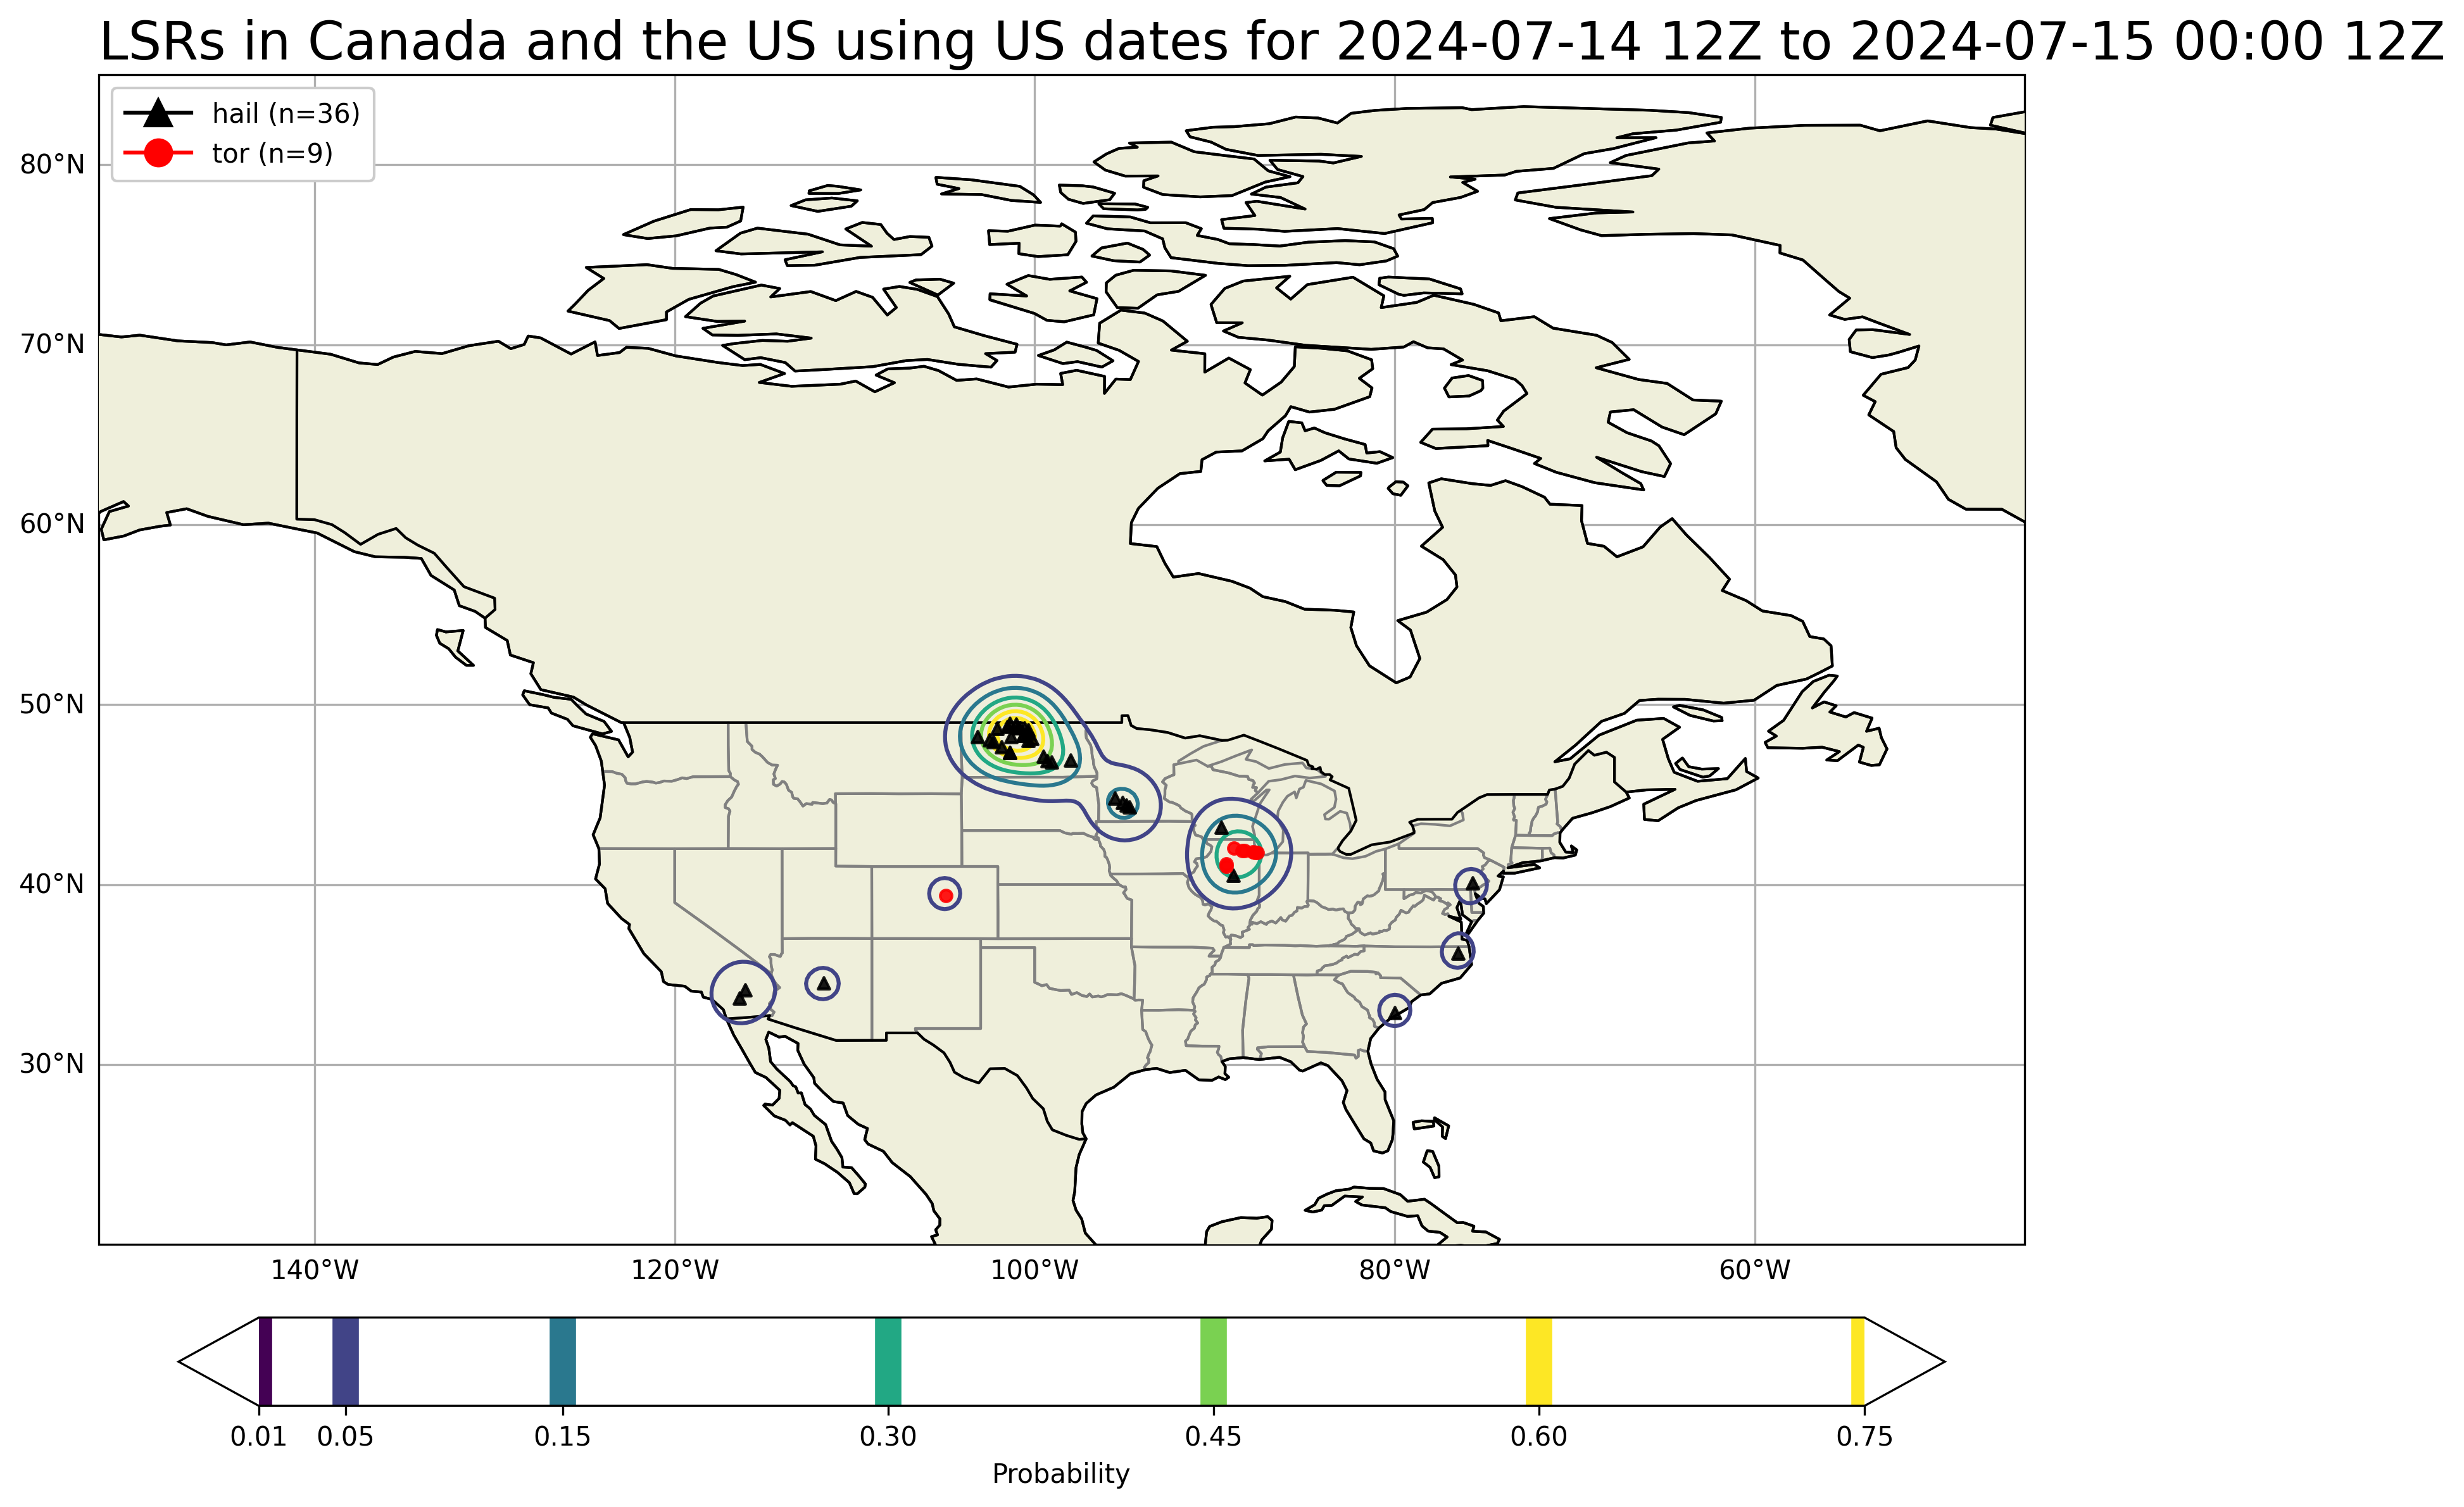 LSRs in Canada and the US using US dates for 2024-07-14 12Z to 2024-07-15 00:00 12Z
hail (n=36)
tor (n=9)
80°N
70°N
60°N
50°N
40°N
30°N
140°W 120°W 100°W 80°W 60°W
0.01 0.05 0.15 0.30 0.45 0.60 0.75
Probability